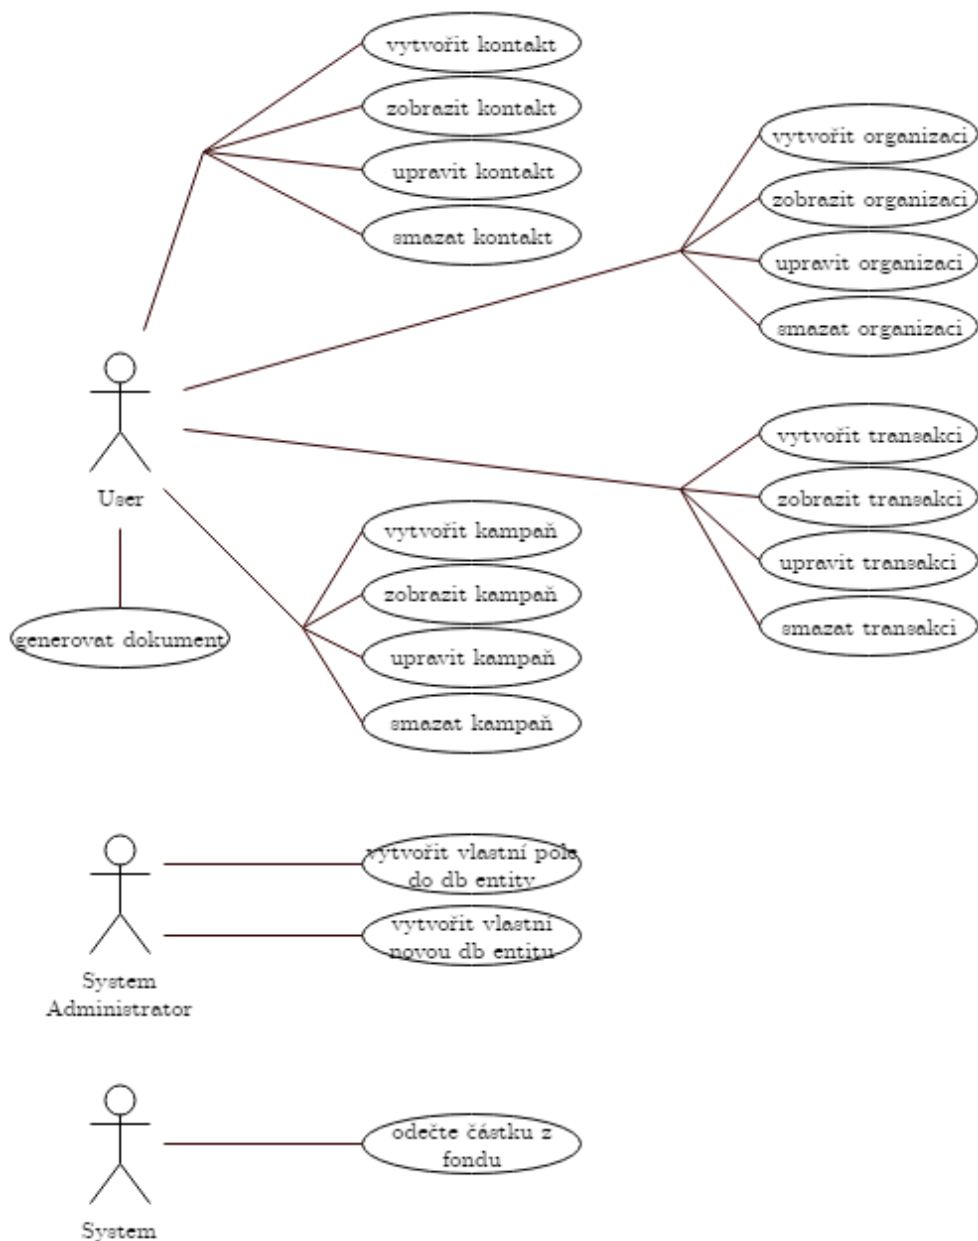 vytvořit kontakt
zobrazit kontakt
upravit kontakt
smazat kontakt
vytvořit organizaci
zobrazit organizaci
upravit organizaci
smazat organizaci
vytvořit transakci
zobrazit transakci
upravit transakci
smazat transakci
User
vytvořit kampaň
zobrazit kampaň
upravit kampaň
smazat kampaň
generovat dokument
vytvořit vlastní pole
do db entity
vytvořit vlastní
novou db entitu
System
Administrator
odečte částku z
fondu
System